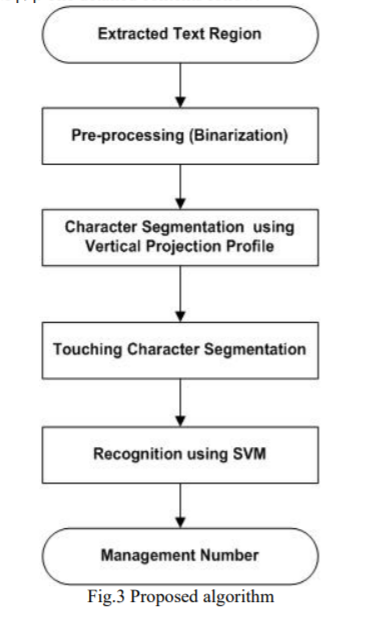 Extracted Text Region
Pre-processing (Binarization)
Character Segmentation using
Vertical Projection Profile
Touching Character Segmentation
Recognition using SVM
Management Number
Fig.3 Proposed algorithm